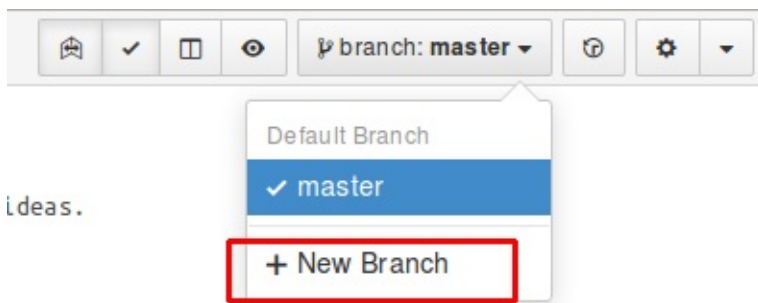 branch: master
Default Branch
master
ideas.
+ New Branch